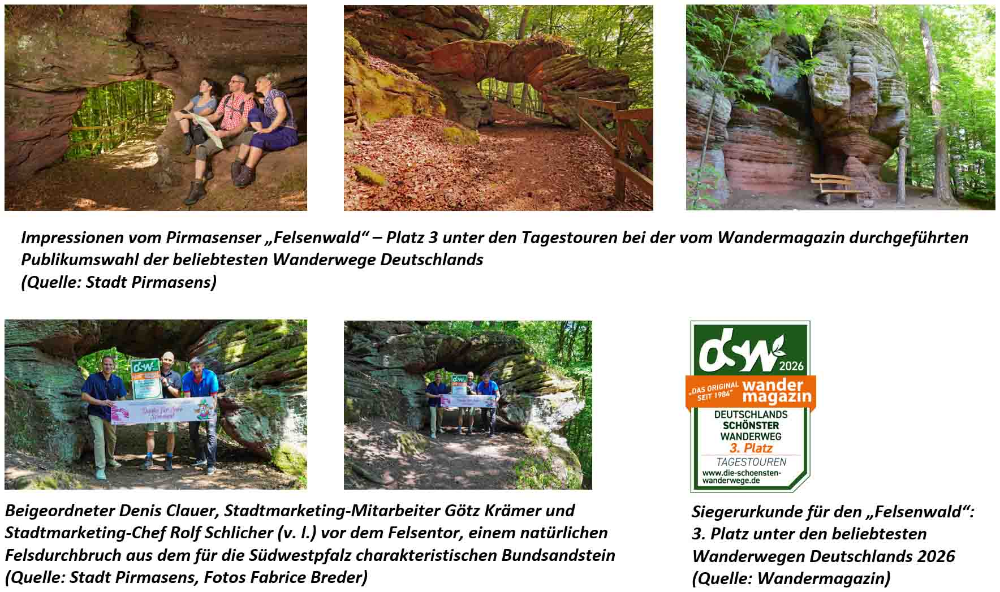 Impressionen vom Pirmasenser „Felsenwald“ – Platz 3 unter den Tagestouren bei der vom Wandermagazin durchgeführten
Publikumswahl der beliebtesten Wanderwege Deutschlands
(Quelle: Stadt Pirmasens)
dsw
Danke für Ihre
Stimmen!
dsw
dsw
2026
„DAS ORIGINAL
SEIT 1984“
wander
magazin
DEUTSCHLANDS
SCHÖNSTER
WANDERWEG
3. Platz
TAGESTOUREN
www.die-schoensten-
wanderwege.de
Beigeordneter Denis Clauer, Stadtmarketing-Mitarbeiter Götz Krämer und
Stadtmarketing-Chef Rolf Schlicher (v. l.) vor dem Felsentor, einem natürlichen
Felsdurchbruch aus dem für die Südwestpfalz charakteristischen Bundsandstein
(Quelle: Stadt Pirmasens, Fotos Fabrice Breder)
Siegerurkunde für den „Felsenwald“:
3. Platz unter den beliebtesten
Wanderwegen Deutschlands 2026
(Quelle: Wandermagazin)